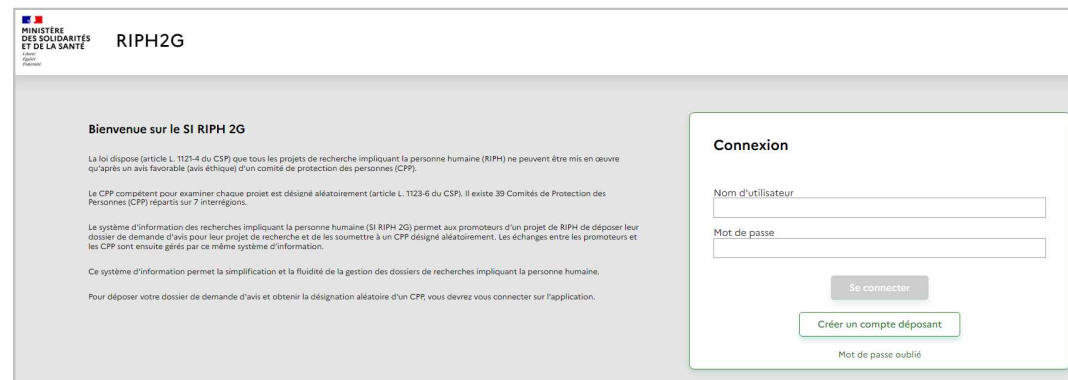 MINISTÈRE
DES SOLIDARITÉS
ET DE LA SANTÉ
Liberté
Égalité
Fraternité
RIPH2G
Bienvenue sur le SI RIPH 2G
La loi dispose (article L. 1121-4 du CSP) que tous les projets de recherche impliquant la personne humaine (RIPH) ne peuvent être mis en œuvre
qu'après un avis favorable (avis éthique) d'un comité de protection des personnes (CPP).
Le CPP compétent pour examiner chaque projet est désigné aléatoirement (article L. 1123-6 du CSP). Il existe 39 Comités de Protection des
Personnes (CPP) répartis sur 7 interrégions.
Le système d'information des recherches impliquant la personne humaine (SI RIPH 2G) permet aux promoteurs d'un projet de RIPH de déposer leur
dossier de demande d'avis pour leur projet de recherche et de les soumettre à un CPP désigné aléatoirement. Les échanges entre les promoteurs et
les CPP sont ensuite gérés par ce même système d'information.
Ce système d'information permet la simplification et la fluidité de la gestion des dossiers de recherches impliquant la personne humaine.
Pour déposer votre dossier de demande d'avis et obtenir la désignation aléatoire d'un CPP, vous devrez vous connecter sur l'application.
Connexion
Nom d'utilisateur
Mot de passe
Se connecter
Créer un compte déposant
Mot de passe oublié